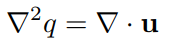 ∇²q = ∇ · **u**